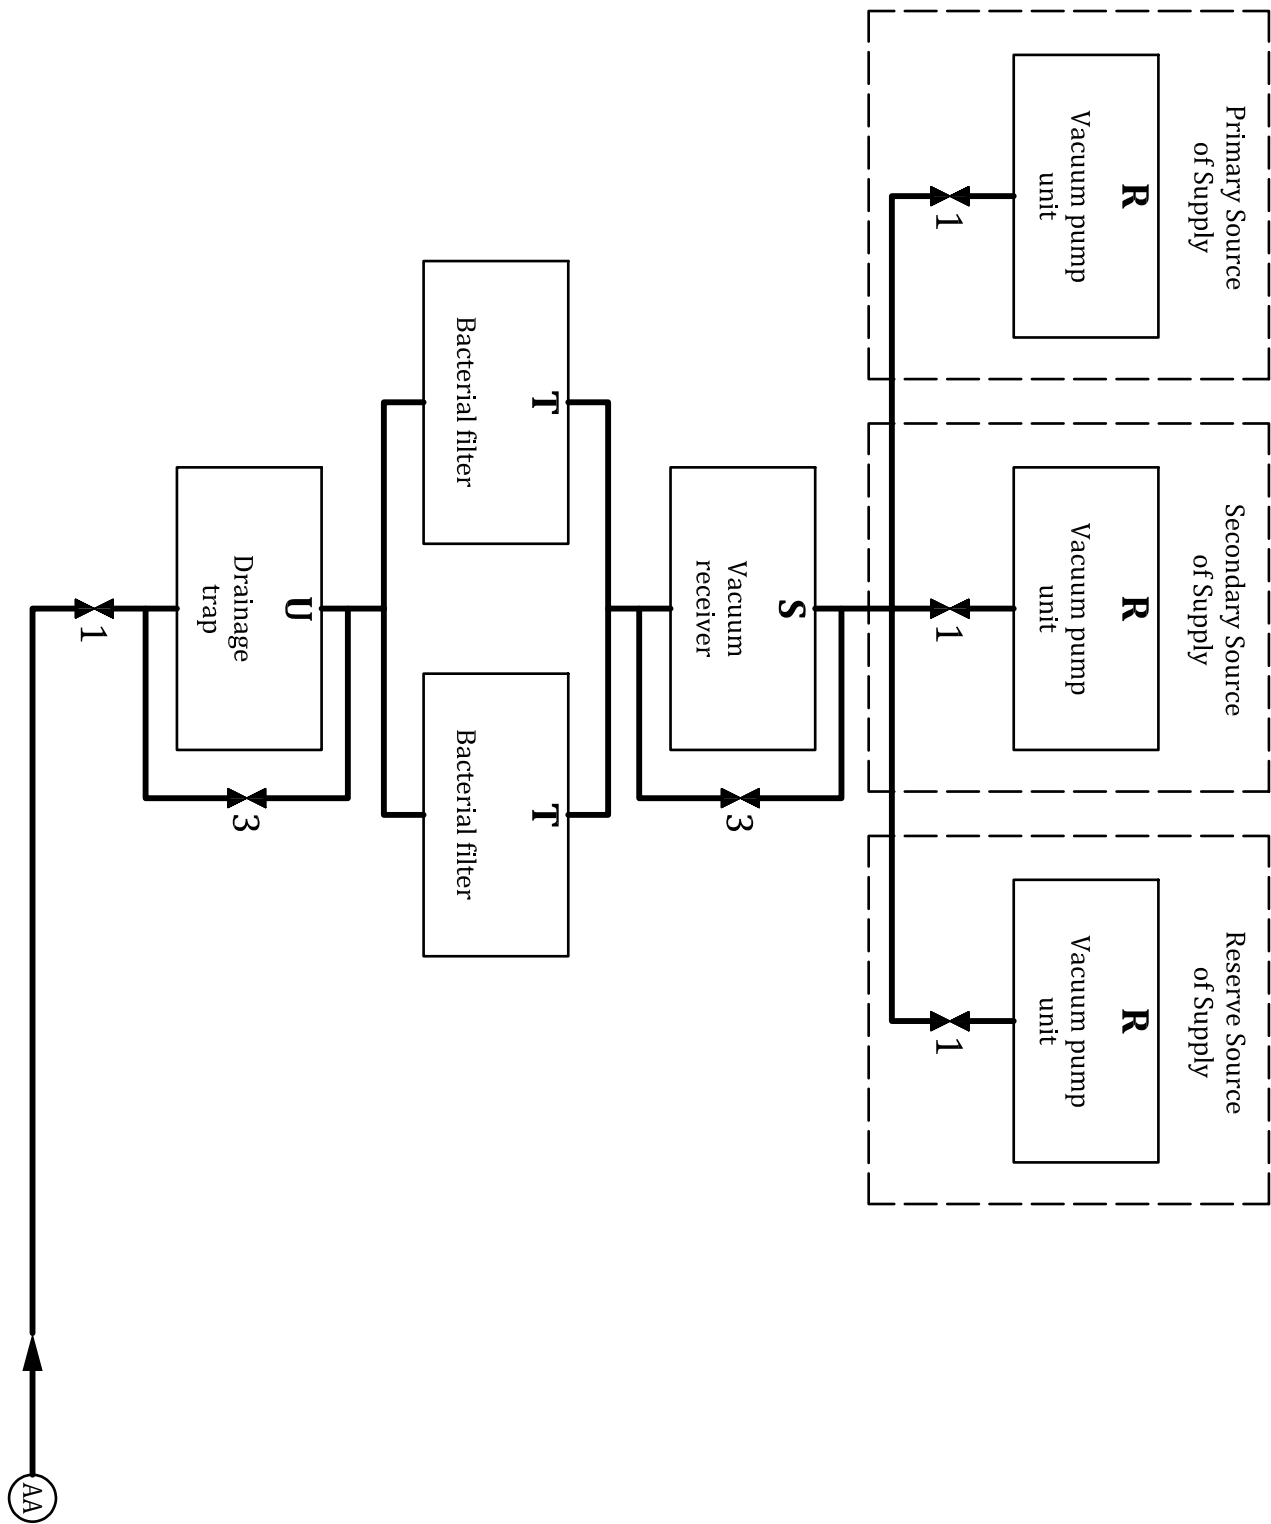 Primary Source
of Supply
R
Vacuum pump
unit
1
Secondary Source
of Supply
R
Vacuum pump
unit
1
Reserve Source
of Supply
R
Vacuum pump
unit
1
S
Vacuum
receiver
3
T
Bacterial filter
T
Bacterial filter
U
Drainage
trap
3
1
AA